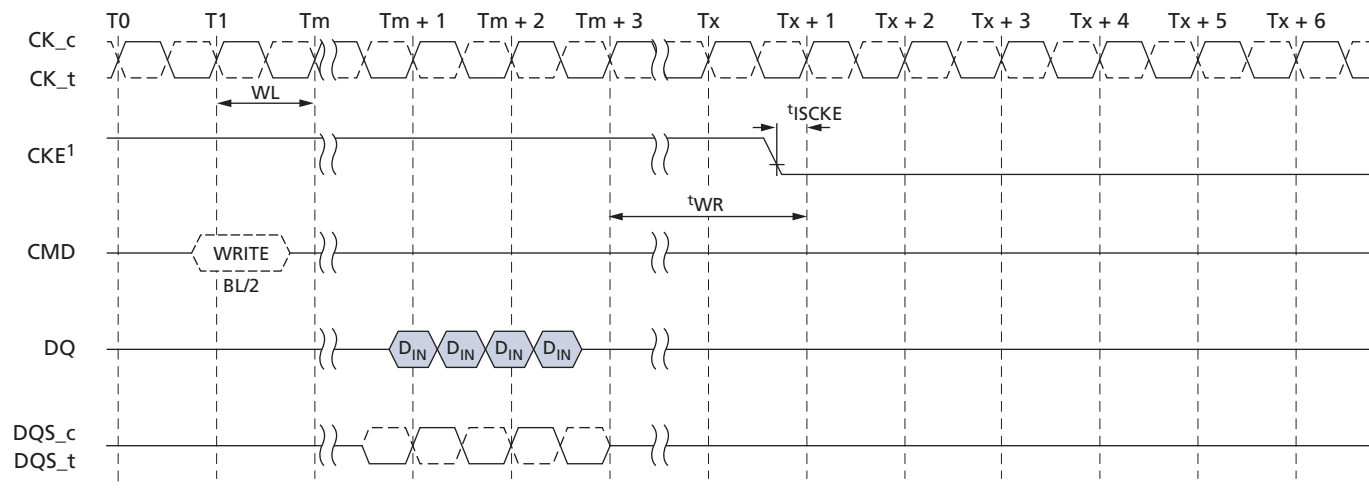 T0 T1 Tm Tm + 1 Tm + 2 Tm + 3 Tx Tx + 1 Tx + 2 Tx + 3 Tx + 4 Tx + 5 Tx + 6
CK_c
CK_t
WL
tISCKE
CKE1
tWR
CMD
WRITE
BL/2
DQ
DIN DIN DIN DIN
DQS_c
DQS_t